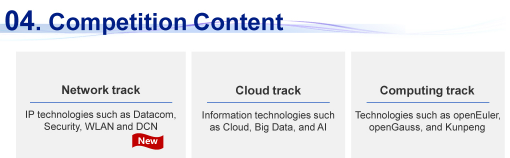 04. Competition Content
Network track
IP technologies such as Datacom,
Security, WLAN and DCN
New
Cloud track
Information technologies such
as Cloud, Big Data, and AI
Computing track
Technologies such as openEuler,
openGauss, and Kunpeng